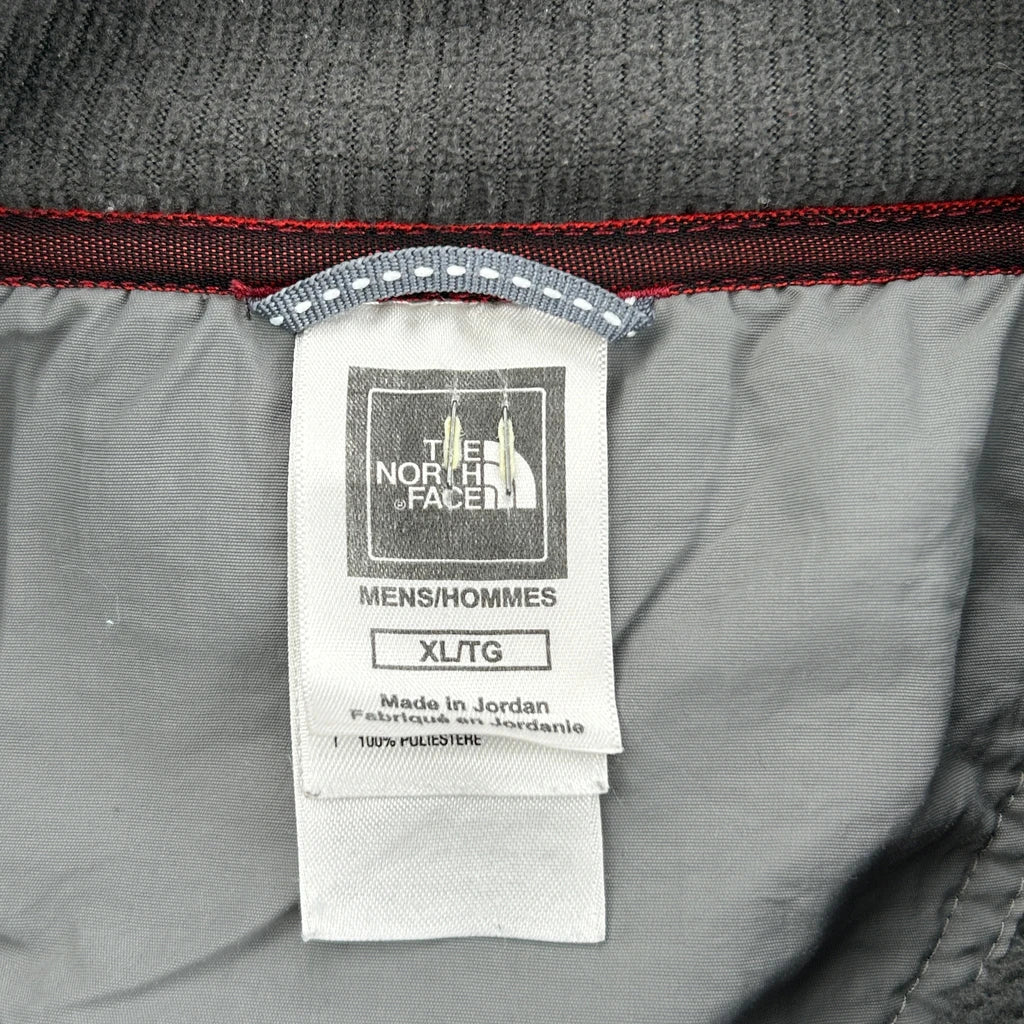 THE
NORTH
®FACE
MENS/HOMMES
XL/TG
Made in Jordan
Fabriqué en Jordanie
100% POLIESTERE